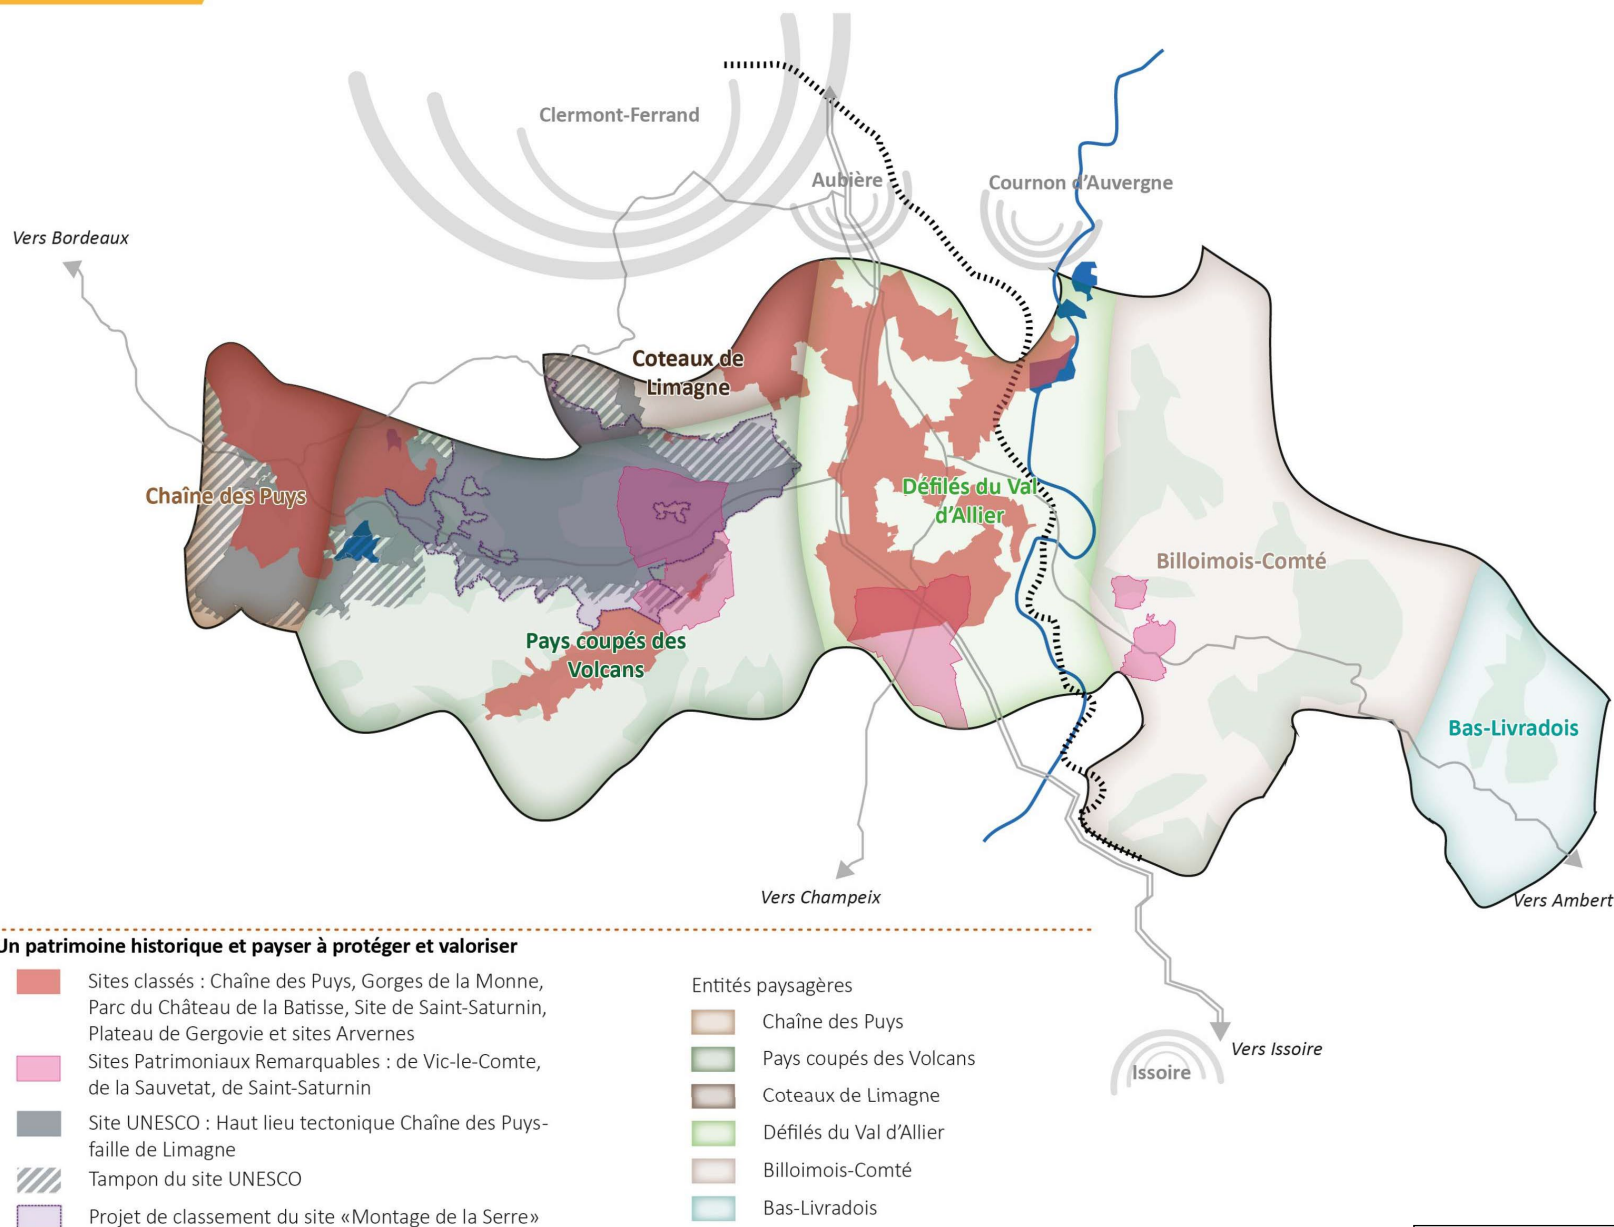 Clermont-Ferrand
Aubière
Cournon d'Auvergne
Vers Bordeaux
Coteaux de
Limagne
Chaîne des Puys
Défilés du Val
d'Allier
Billoimois-Comté
Pays coupés des
Volcans
Bas-Livradois
Vers Champeix
Vers Ambert
Vers Issoire
Issoire
Un patrimoine historique et payser à protéger et valoriser
Sites classés : Chaîne des Puys, Gorges de la Monne,
Parc du Château de la Batisse, Site de Saint-Saturnin,
Plateau de Gergovie et sites Arvernes
Sites Patrimoniaux Remarquables : de Vic-le-Comte,
de la Sauvetat, de Saint-Saturnin
Site UNESCO : Haut lieu tectonique Chaîne des Puys-
faille de Limagne
Tampon du site UNESCO
Projet de classement du site «Montage de la Serre»
Entités paysagères
Chaîne des Puys
Pays coupés des Volcans
Coteaux de Limagne
Défilés du Val d'Allier
Billoimois-Comté
Bas-Livradois